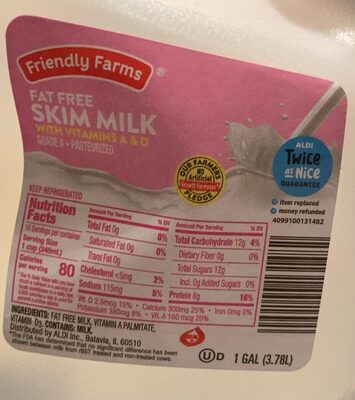 Friendly Farms®
FAT FREE
SKIM MILK
WITH VITAMINS A & D
GRADE A • PASTEURIZED
OUR FARMERS
NO
Artificial
Growth Hormones*
PLEDGE
ALDI
Twice
as Nice
GUARANTEE
item replaced
money refunded
4099100131482
KEEP REFRIGERATED
Nutrition
Facts
16 Servings per container
Serving Size
1 cup (240mL)
Calories
per serving 80
Amount Per Serving % DV
Total Fat 0g 0%
Saturated Fat 0g 0%
Trans Fat 0g
Cholesterol <5mg 2%
Sodium 115mg 5%
Amount Per Serving % DV
Total Carbohydrate 12g 4%
Dietary Fiber 0g 0%
Total Sugars 12g
Incl. 0g Added Sugars 0%
Protein 8g 16%
Vit. D 2.5mcg 15% • Calcium 300mg 25% • Iron 0mg 0%
Potassium 380mg 8% • Vit. A 160 mcg 20%
INGREDIENTS: FAT FREE MILK, VITAMIN A PALMITATE,
VITAMIN D3. CONTAINS: MILK.
Distributed by ALDI Inc., Batavia, IL 60510
*The FDA has determined that no significant difference has been
shown between milk from rBST treated and non-treated cows.
REAL
U D 1 GAL (3.78L)